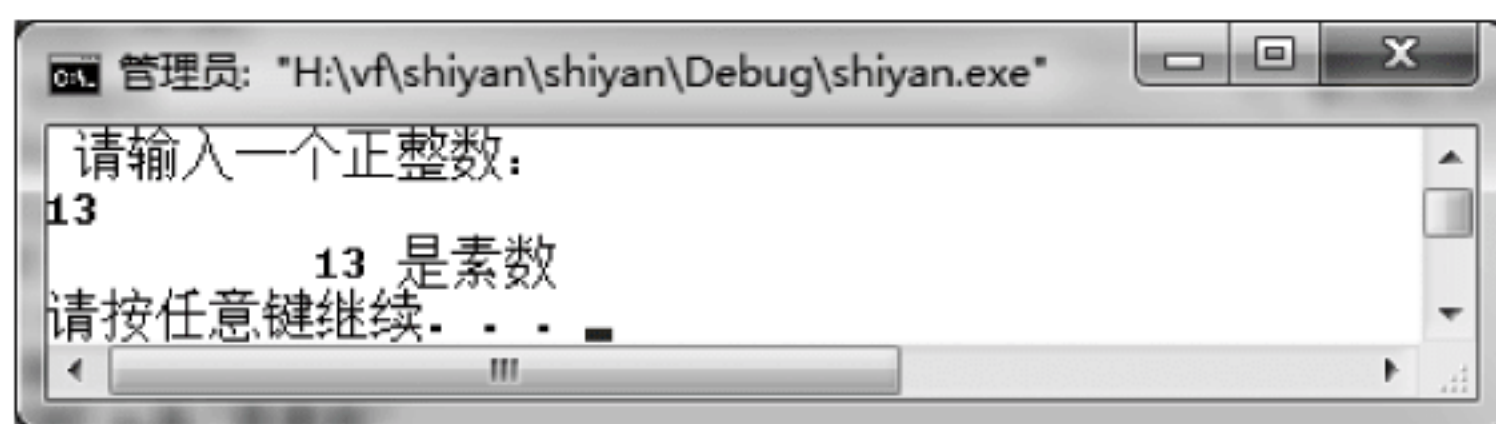 管理员: "H:\vf\shiyan\shiyan\Debug\shiyan.exe"
请输入一个正整数：
13
13 是素数
请按任意键继续. . .